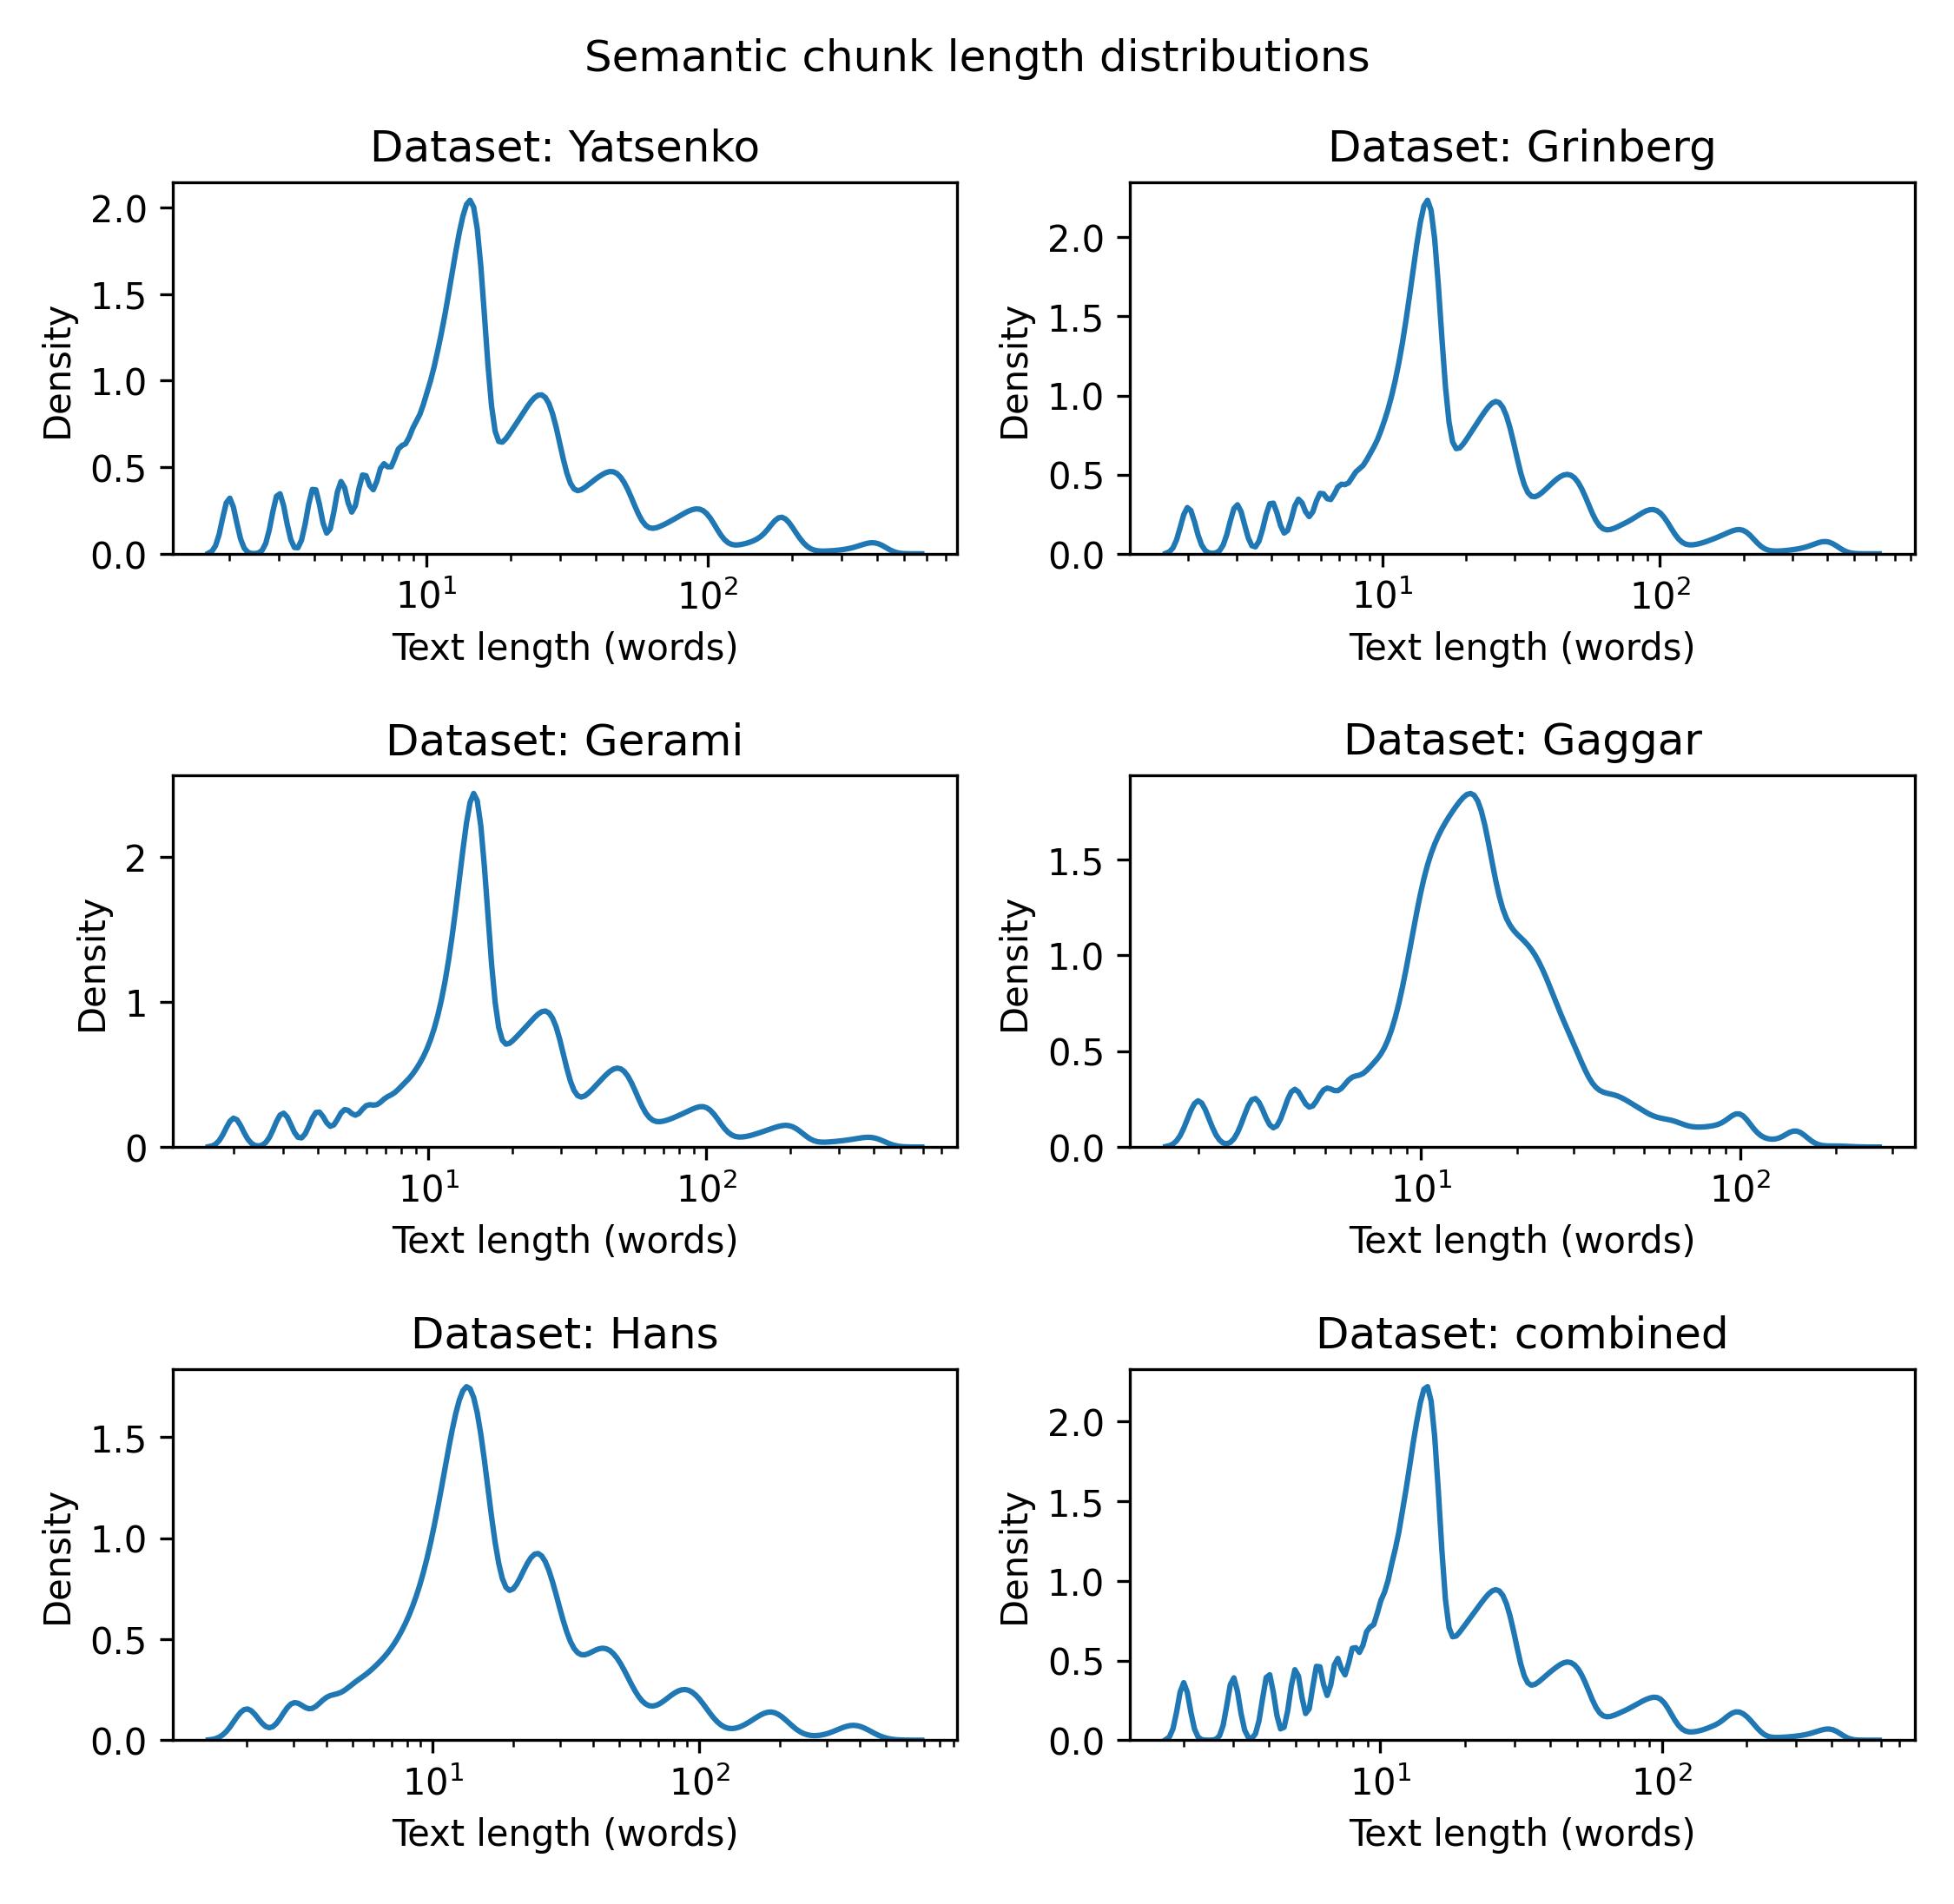 Semantic chunk length distributions
Dataset: Yatsenko
Density
2.0
1.5
1.0
0.5
0.0
10¹ 10²
Text length (words)
Dataset: Grinberg
Density
2.0
1.5
1.0
0.5
0.0
10¹ 10²
Text length (words)
Dataset: Gerami
Density
2
1
0
10¹ 10²
Text length (words)
Dataset: Gaggar
Density
1.5
1.0
0.5
0.0
10¹ 10²
Text length (words)
Dataset: Hans
Density
1.5
1.0
0.5
0.0
10¹ 10²
Text length (words)
Dataset: combined
Density
2.0
1.5
1.0
0.5
0.0
10¹ 10²
Text length (words)